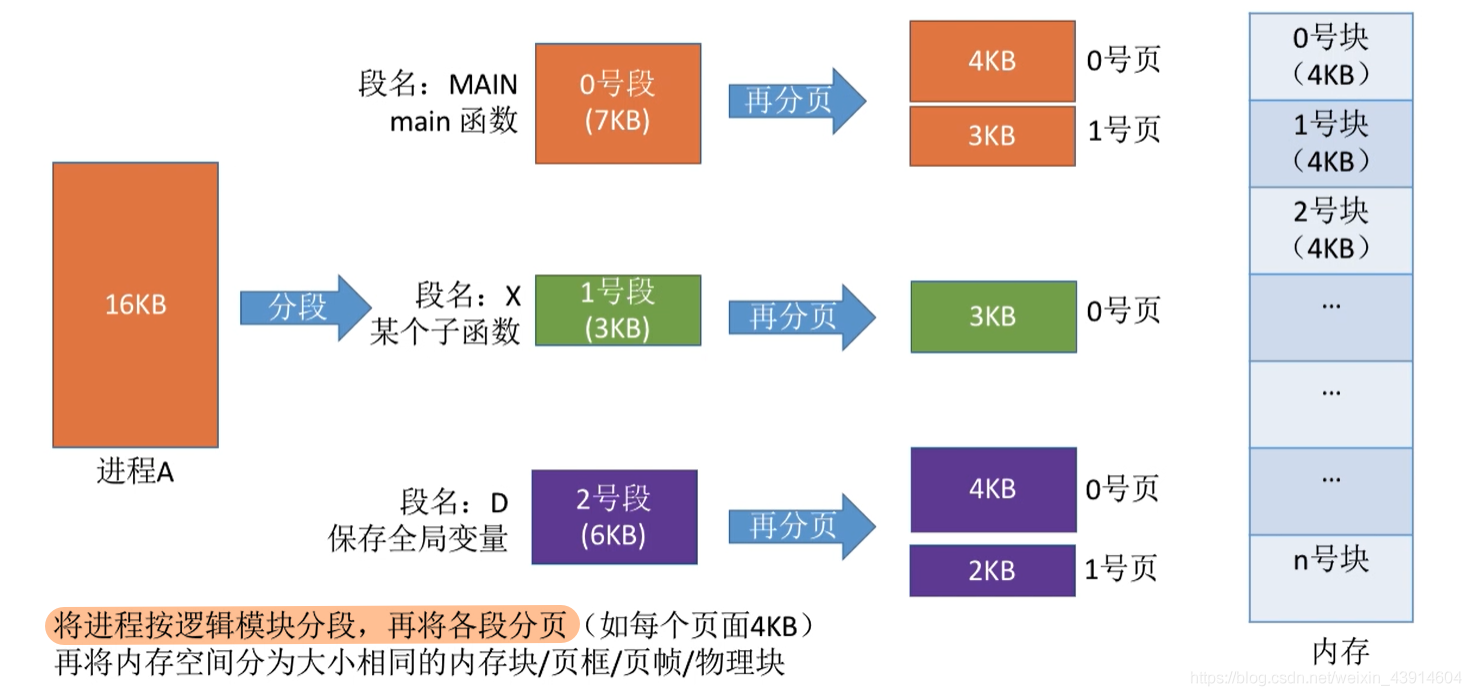 段名：MAIN
main 函数
0号段
(7KB)
再分页
4KB
0号页
3KB
1号页
16KB
进程A
分段
段名：X
某个子函数
1号段
(3KB)
再分页
3KB
0号页
段名：D
保存全局变量
2号段
(6KB)
再分页
4KB
0号页
2KB
1号页
0号块
（4KB）
1号块
（4KB）
2号块
（4KB）
...
...
...
n号块
内存
将进程按逻辑模块分段，再将各段分页（如每个页面4KB）
再将内存空间分为大小相同的内存块/页框/页帧/物理块
https://blog.csdn.net/weixin_43914604